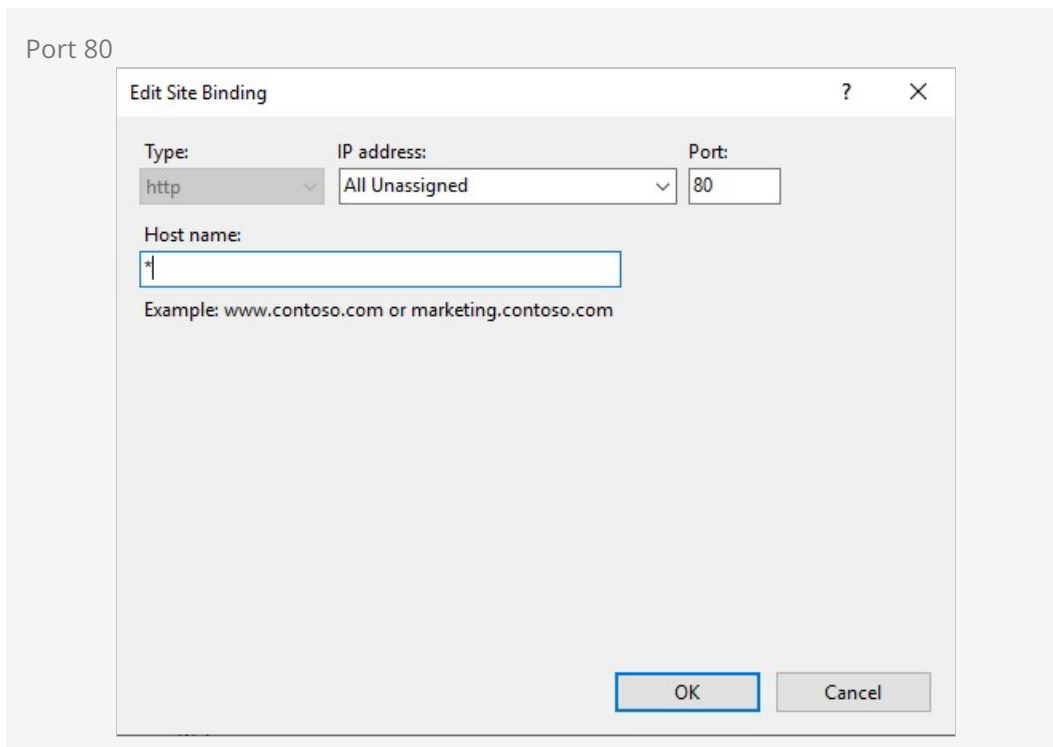 Port 80
Edit Site Binding ? ×
Type: IP address: Port:
http All Unassigned 80
Host name:
*
Example: www.contoso.com or marketing.contoso.com
OK Cancel